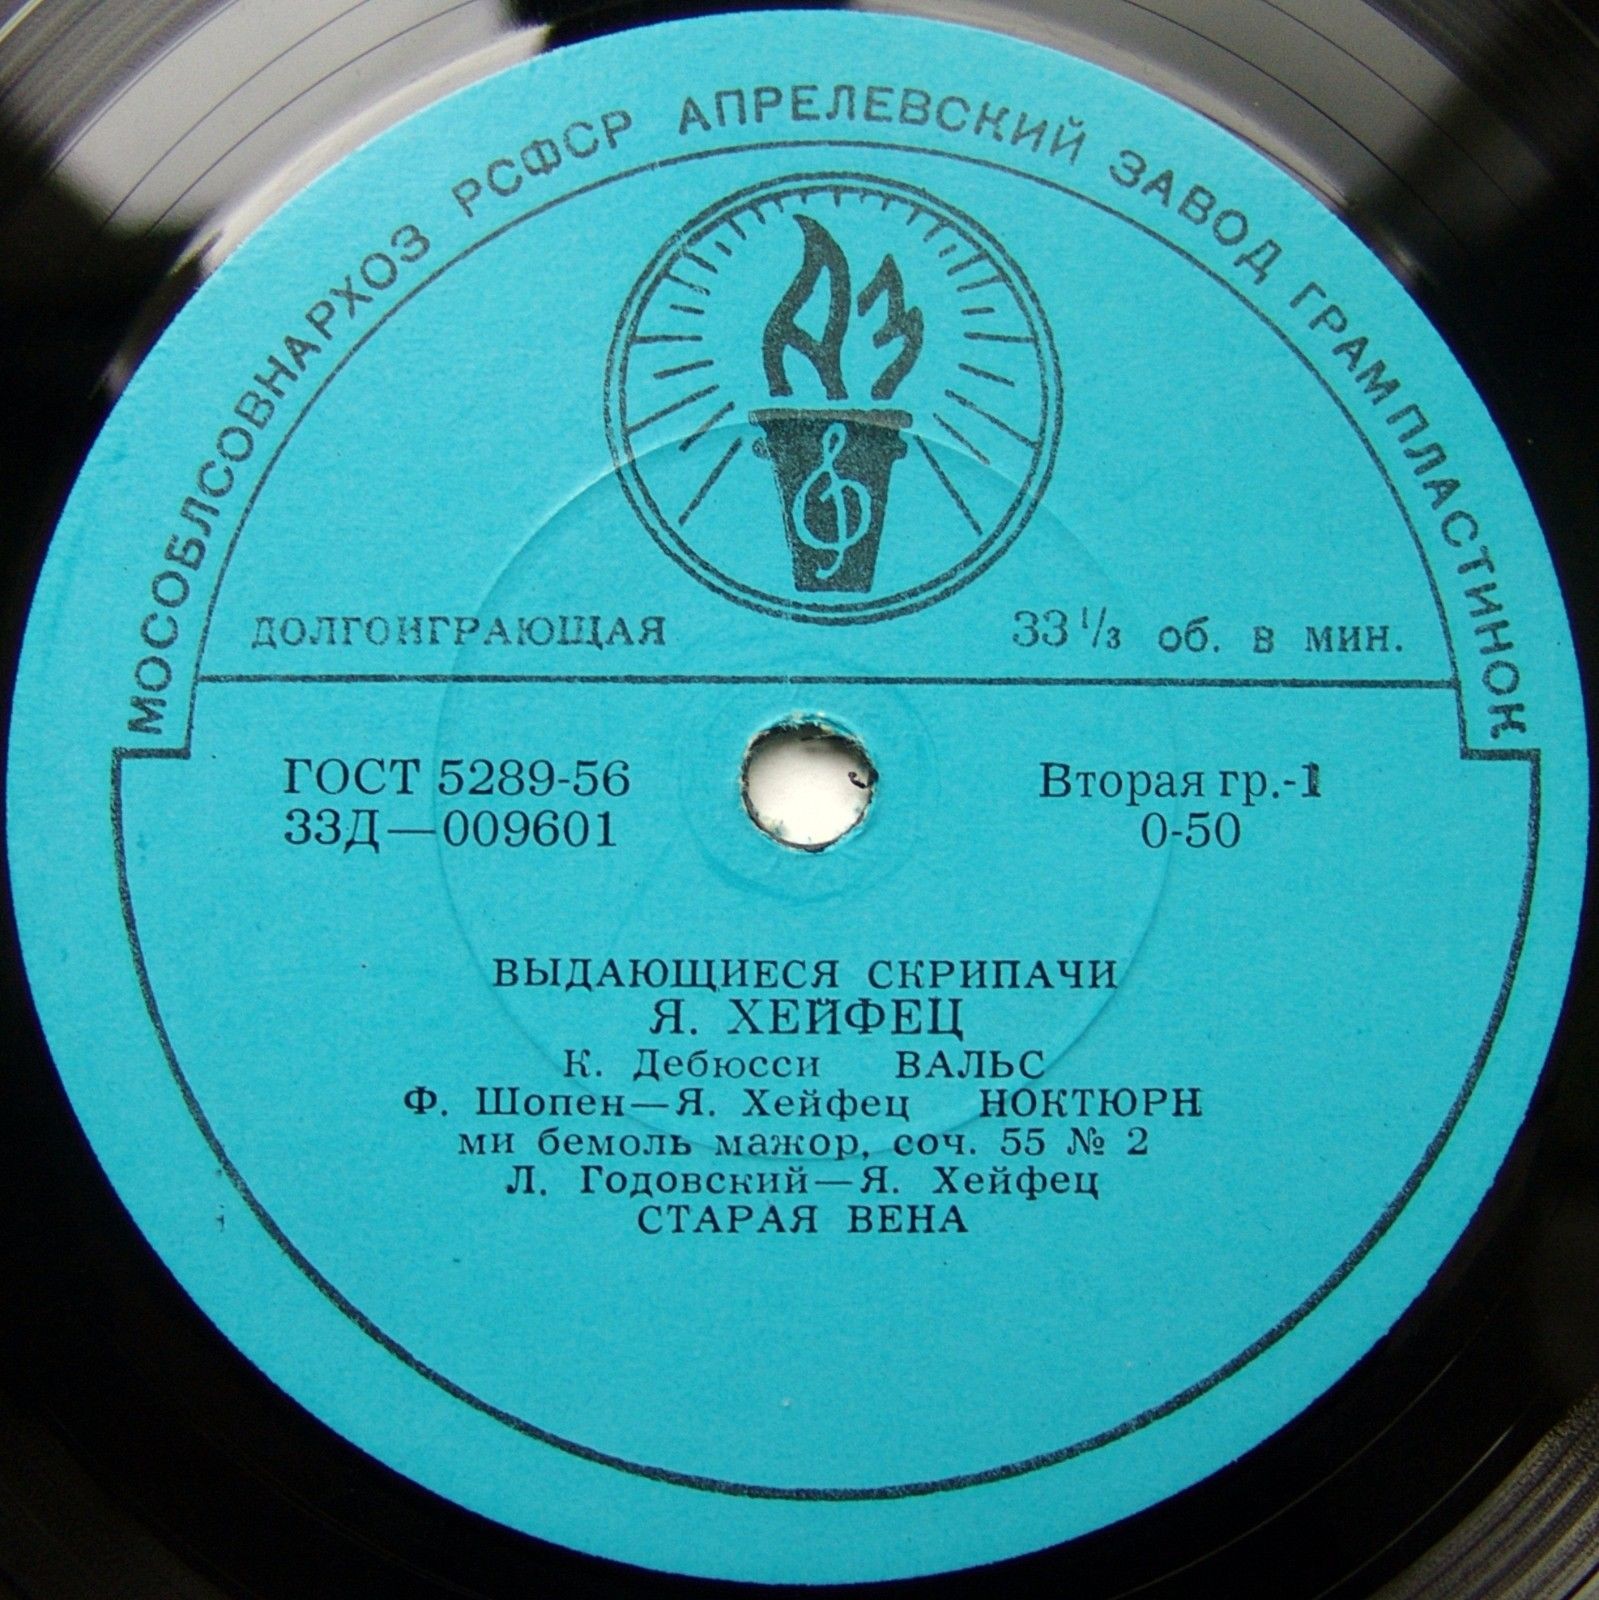 МОСОБЛСОВНАРХОЗ РСФСР АПРЕЛЕВСКИЙ ЗАВОД ГРАМПЛАСТИНОК
АЗ
ДОЛГОИГРАЮЩАЯ
33 1/3 об. в мин.
ГОСТ 5289-56
33Д—009601
Вторая гр.-1
0-50
ВЫДАЮЩИЕСЯ СКРИПАЧИ
Я. ХЕЙФЕЦ
К. Дебюсси ВАЛЬС
Ф. Шопен—Я. Хейфец НОКТЮРН
ми бемоль мажор, соч. 55 № 2
Л. Годовский—Я. Хейфец
СТАРАЯ ВЕНА